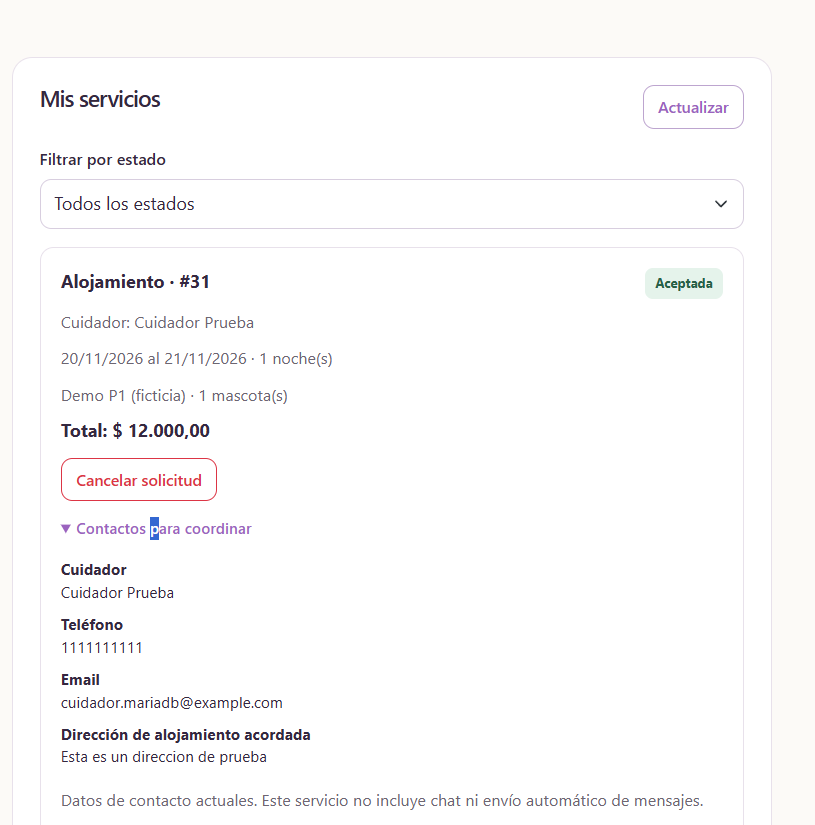 Mis servicios
Actualizar
Filtrar por estado
Todos los estados
Alojamiento · #31
Aceptada
Cuidador: Cuidador Prueba
20/11/2026 al 21/11/2026 · 1 noche(s)
Demo P1 (ficticia) · 1 mascota(s)
Total: $ 12.000,00
Cancelar solicitud
▼ Contactos para coordinar
Cuidador
Cuidador Prueba
Teléfono
1111111111
Email
cuidador.mariadb@example.com
Dirección de alojamiento acordada
Esta es un direccion de prueba
Datos de contacto actuales. Este servicio no incluye chat ni envío automático de mensajes.